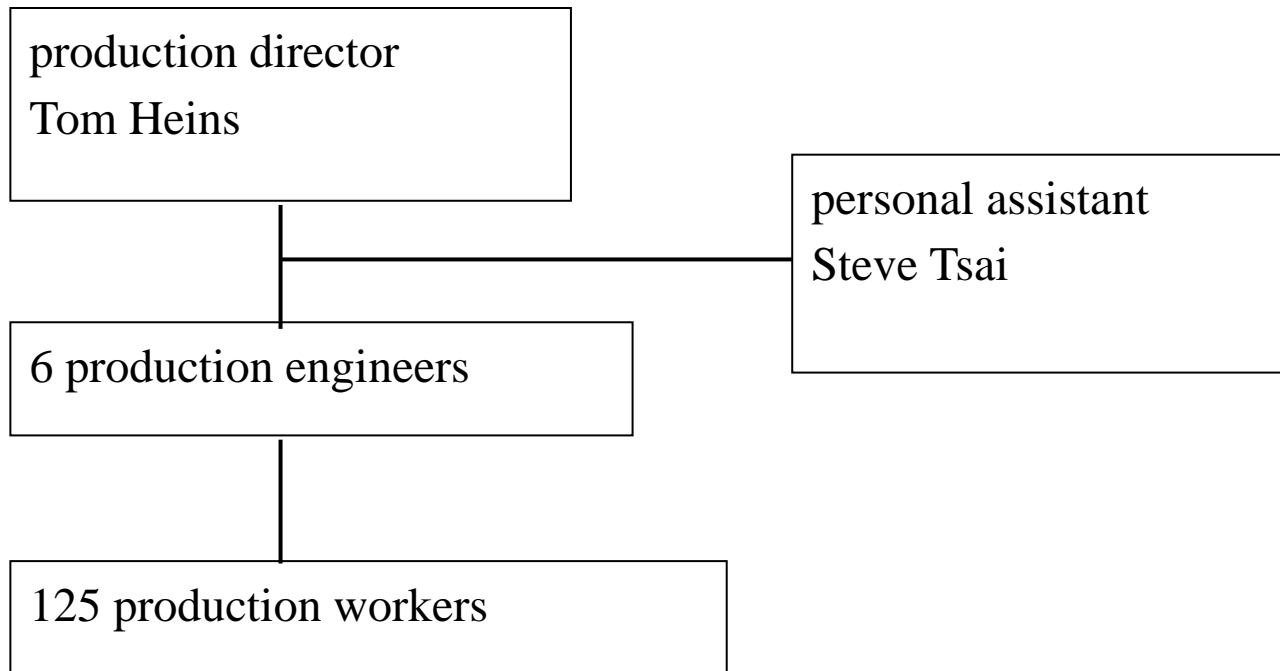 production director
Tom Heins
personal assistant
Steve Tsai
6 production engineers
125 production workers